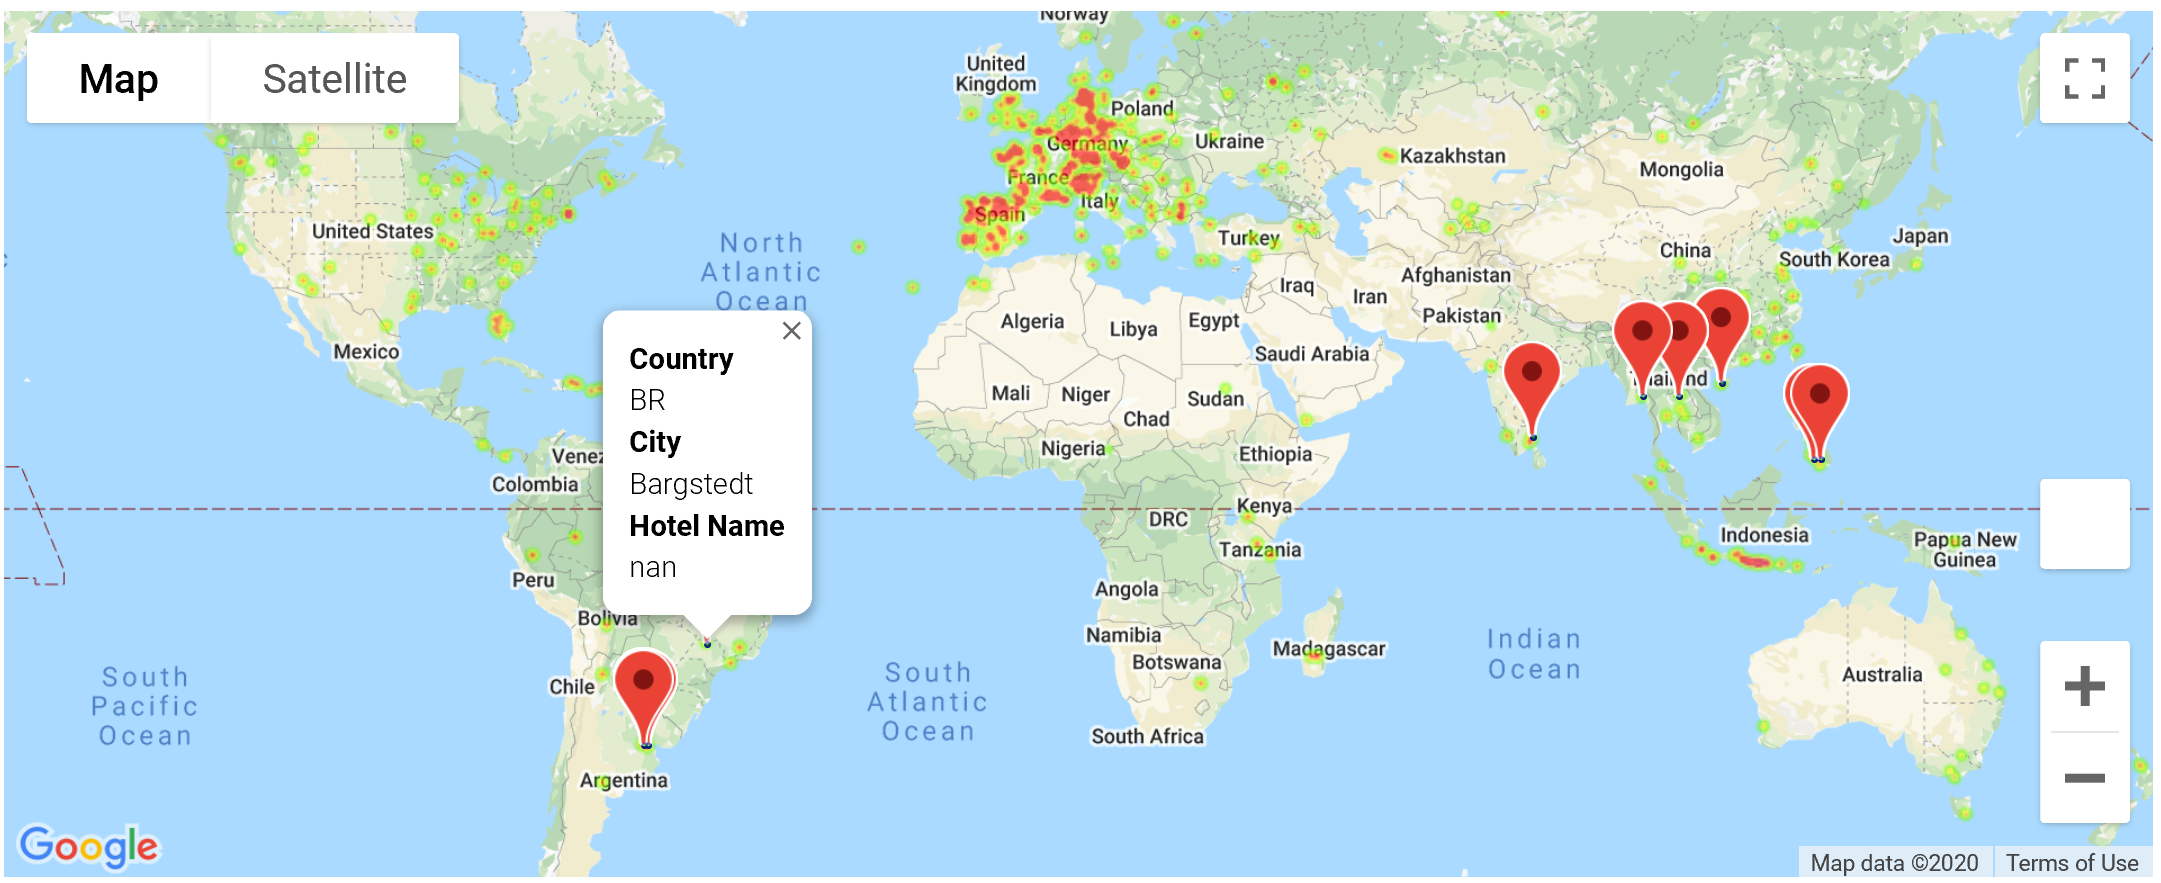 Norway
Map
Satellite
United
Kingdom
Poland
Germany
Ukraine
Kazakhstan
Mongolia
France
Italy
Spain
United States
Turkey
China
Japan
South Korea
North
Atlantic
Ocean
Afghanistan
Iraq
Iran
Pakistan
Algeria
Libya
Egypt
Saudi Arabia
Mexico
Mali
Niger
Chad
Sudan
Nigeria
Ethiopia
Country
BR
City
Bargstedt
Hotel Name
nan
Venez
Colombia
DRC
Kenya
Tanzania
Indonesia
Papua New
Guinea
Peru
Bolivia
Angola
Namibia
Botswana
Madagascar
Indian
Ocean
Australia
South
Pacific
Ocean
Chile
South
Atlantic
Ocean
South Africa
Argentina
Google
Map data ©2020
Terms of Use